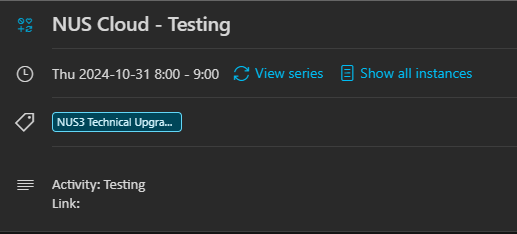 NUS Cloud - Testing
Thu 2024-10-31 8:00 - 9:00 View series Show all instances
NUS3 Technical Upgra...
Activity: Testing
Link: